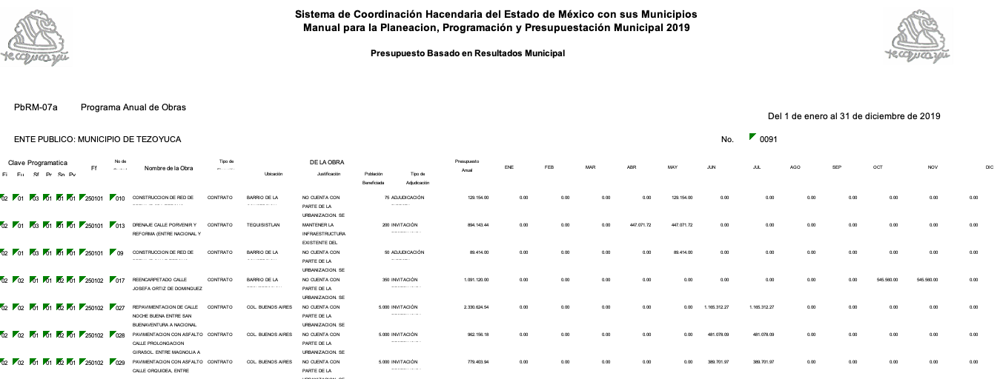 Sistema de Coordinación Hacendaria del Estado de México con sus Municipios
Manual para la Planeacion, Programación y Presupuestación Municipal 2019
Presupuesto Basado en Resultados Municipal
tecqucayu
PbRM-07a Programa Anual de Obras
Del 1 de enero al 31 de diciembre de 2019
ENTE PUBLICO: MUNICIPIO DE TEZOYUCA No. 0091
Clave Programatica Ff No de Nombre de la Obra Tipo de DE LA OBRA Presupuesto Anual ENE FEB MAR ABR MAY JUN JUL AGO SEP OCT NOV DIC
Ubicación Justificación Población Beneficiada Tipo de Adjudicación
02 01 03 01 01 01 250101 010 CONSTRUCCION DE RED DE CONTRATO BARRIO DE LA NO CUENTA CON 75 ADJUDICACIÓN 129.154.00 0.00 0.00 0.00 0.00 129.154.00 0.00 0.00 0.00 0.00 0.00 0.00 0.00
PARTE DE LA
URBANIZACION. SE
02 01 03 01 01 01 250101 013 DRENAJE CALLE PORVENIR Y CONTRATO TEQUISISTLAN MANTENER LA 200 INVITACIÓN 894.143.44 0.00 0.00 0.00 447.071.72 447.071.72 0.00 0.00 0.00 0.00 0.00 0.00 0.00
REFORMA (ENTRE NACIONAL Y INFRAESTRUCTURA
EXISTENTE DEL
02 01 03 01 01 01 250101 09 CONSTRUCCION DE RED DE CONTRATO BARRIO DE LA NO CUENTA CON 50 ADJUDICACIÓN 89.414.00 0.00 0.00 0.00 0.00 89.414.00 0.00 0.00 0.00 0.00 0.00 0.00 0.00
PARTE DE LA
URBANIZACION. SE
02 02 01 01 02 01 250102 017 REENCARPETADO CALLE CONTRATO BARRIO DE LA NO CUENTA CON 350 INVITACIÓN 1.091.120.00 0.00 0.00 0.00 0.00 0.00 0.00 0.00 0.00 0.00 545.560.00 545.560.00 0.00
JOSEFA ORTIZ DE DOMINGUEZ PARTE DE LA
URBANIZACION. SE
02 02 01 01 02 01 250102 027 REPAVIMENTACION DE CALLE CONTRATO COL. BUENOS AIRES NO CUENTA CON 5.000 INVITACIÓN 2.330.624.54 0.00 0.00 0.00 0.00 0.00 1.165.312.27 1.165.312.27 0.00 0.00 0.00 0.00 0.00
NOCHE BUENA ENTRE SAN PARTE DE LA
BUENAVENTURA A NACIONAL URBANIZACION. SE
02 02 01 01 02 01 250102 028 PAVIMENTACION CON ASFALTO CONTRATO COL. BUENOS AIRES NO CUENTA CON 5.000 INVITACIÓN 962.156.18 0.00 0.00 0.00 0.00 0.00 481.078.09 481.078.09 0.00 0.00 0.00 0.00 0.00
CALLE PROLONGACION PARTE DE LA
GIRASOL. ENTRE MAGNOLIA A URBANIZACION. SE
02 02 01 01 02 01 250102 029 PAVIMENTACION CON ASFALTO CONTRATO COL. BUENOS AIRES NO CUENTA CON 5.000 INVITACIÓN 779.403.94 0.00 0.00 0.00 0.00 0.00 389.701.97 389.701.97 0.00 0.00 0.00 0.00 0.00
CALLE ORQUIDEA, ENTRE PARTE DE LA